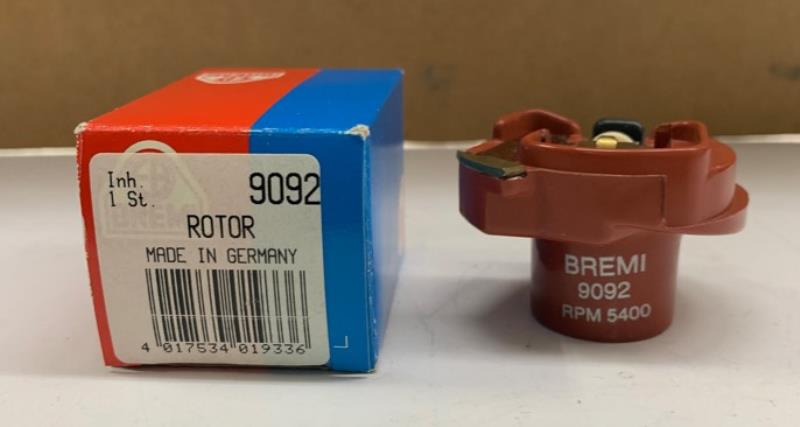 Inh.
1 St.
9092
ROTOR
MADE IN GERMANY
4 017534 019336
BREMI
9092
RPM 5400